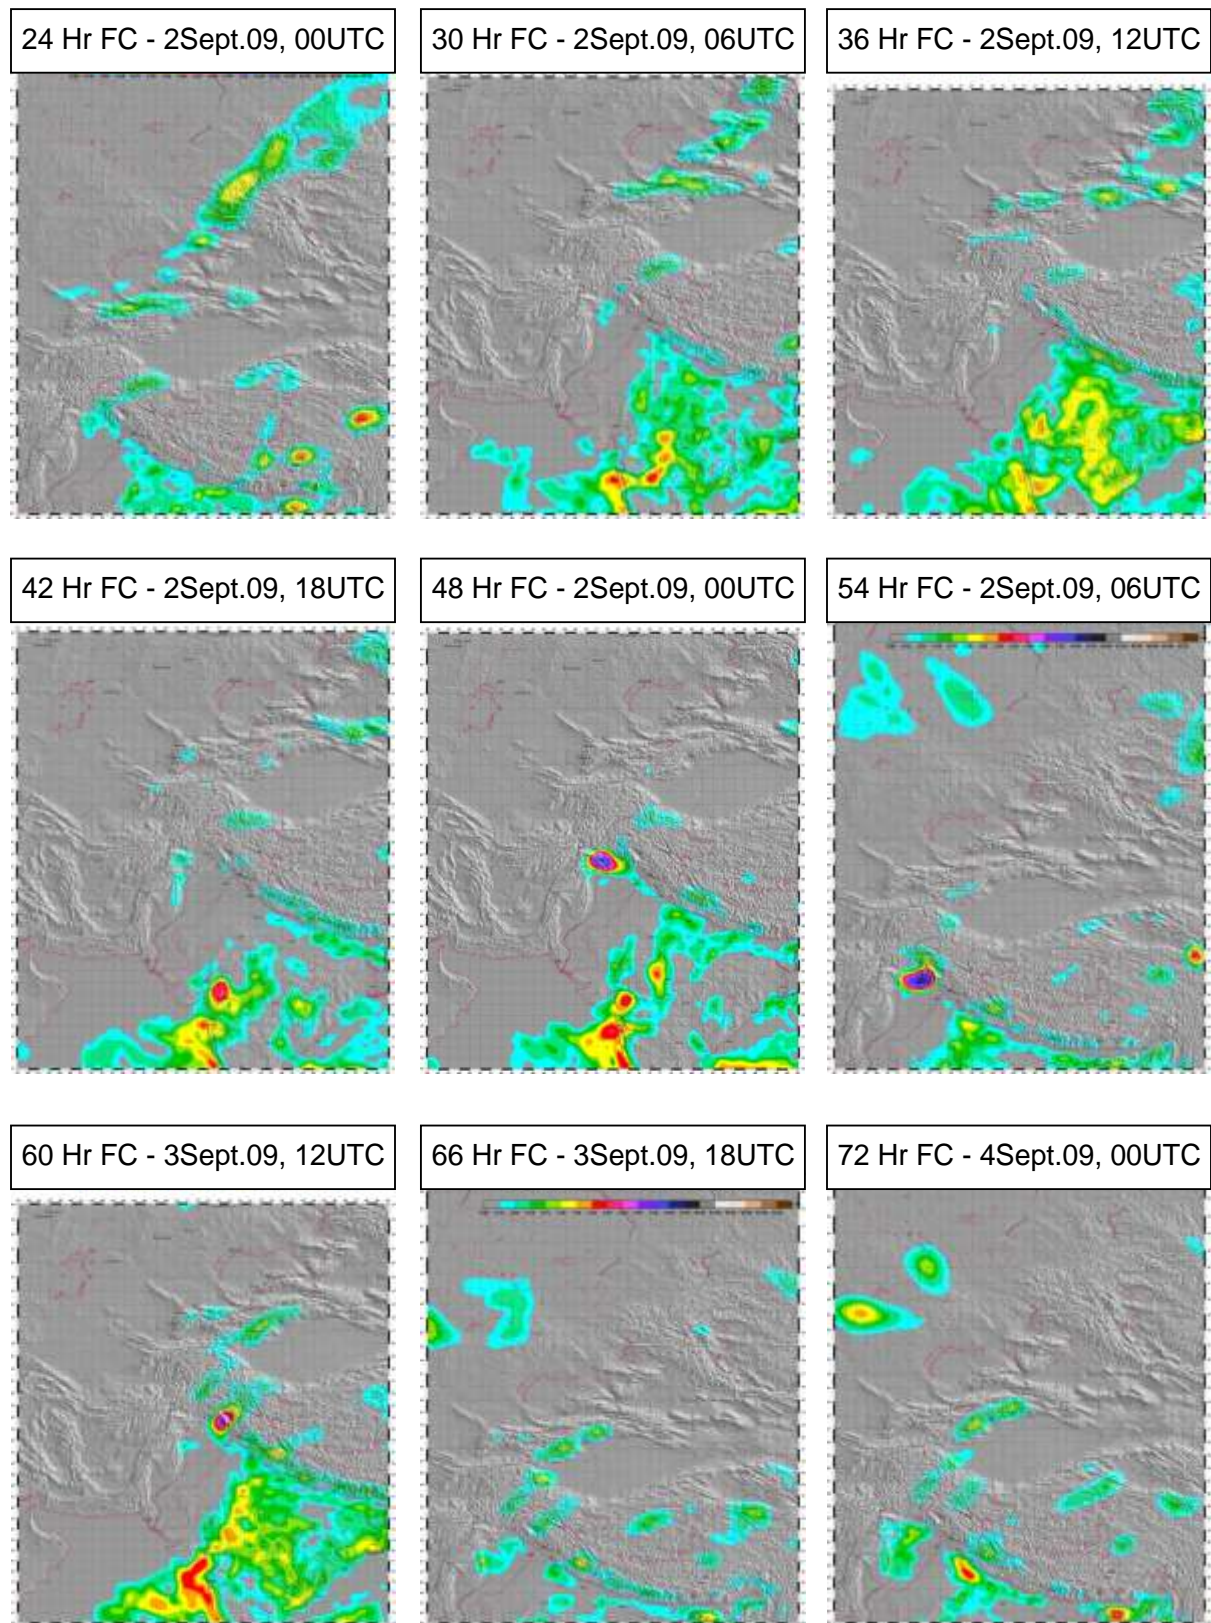 24 Hr FC - 2Sept.09, 00UTC
30 Hr FC - 2Sept.09, 06UTC
36 Hr FC - 2Sept.09, 12UTC
42 Hr FC - 2Sept.09, 18UTC
48 Hr FC - 2Sept.09, 00UTC
54 Hr FC - 2Sept.09, 06UTC
60 Hr FC - 3Sept.09, 12UTC
66 Hr FC - 3Sept.09, 18UTC
72 Hr FC - 4Sept.09, 00UTC